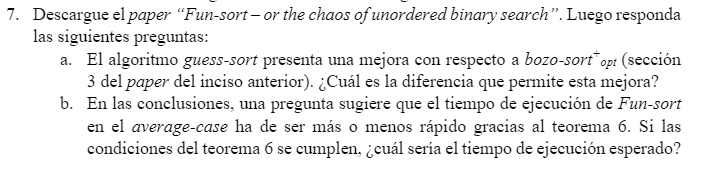 7. Descargue el paper “Fun-sort – or the chaos of unordered binary search”. Luego responda
las siguientes preguntas:
a. El algoritmo guess-sort presenta una mejora con respecto a bozo-sort⁺opt (sección
3 del paper del inciso anterior). ¿Cuál es la diferencia que permite esta mejora?
b. En las conclusiones, una pregunta sugiere que el tiempo de ejecución de Fun-sort
en el average-case ha de ser más o menos rápido gracias al teorema 6. Si las
condiciones del teorema 6 se cumplen, ¿cuál sería el tiempo de ejecución esperado?